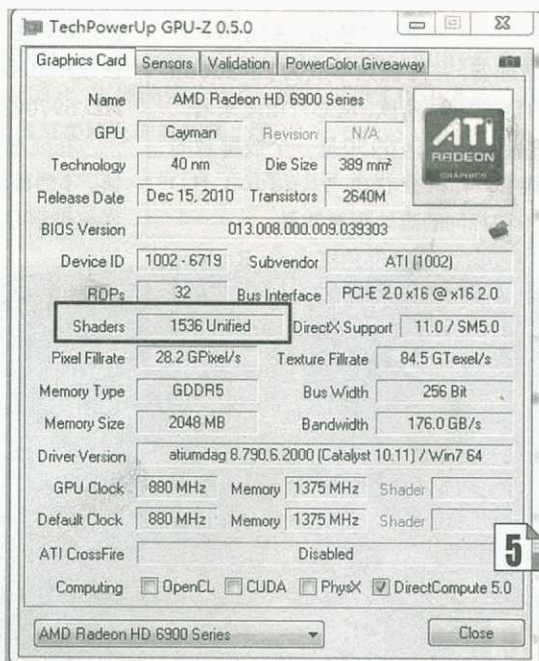 TechPowerUp GPU-Z 0.5.0
Graphics Card Sensors Validation PowerColor Giveaway
Name AMD Radeon HD 6900 Series
GPU Cayman Revision N/A
ATI
RADEON
GRAPHICS
Technology 40 nm Die Size 389 mm²
Release Date Dec 15, 2010 Transistors 2640M
BIOS Version 013.008.000.009.039303
Device ID 1002 - 6719 Subvendor ATI (1002)
ROPs 32 Bus Interface PCI-E 2.0 x16 @ x16 2.0
Shaders 1536 Unified DirectX Support 11.0 / SM5.0
Pixel Fillrate 28.2 GPixel/s Texture Fillrate 84.5 GTexel/s
Memory Type GDDR5 Bus Width 256 Bit
Memory Size 2048 MB Bandwidth 176.0 GB/s
Driver Version atiumdag 8.790.6.2000 (Catalyst 10.11) / Win7 64
GPU Clock 880 MHz Memory 1375 MHz Shader
Default Clock 880 MHz Memory 1375 MHz Shader
ATI CrossFire Disabled
5
Computing OpenCL CUDA PhysX DirectCompute 5.0
AMD Radeon HD 6900 Series Close